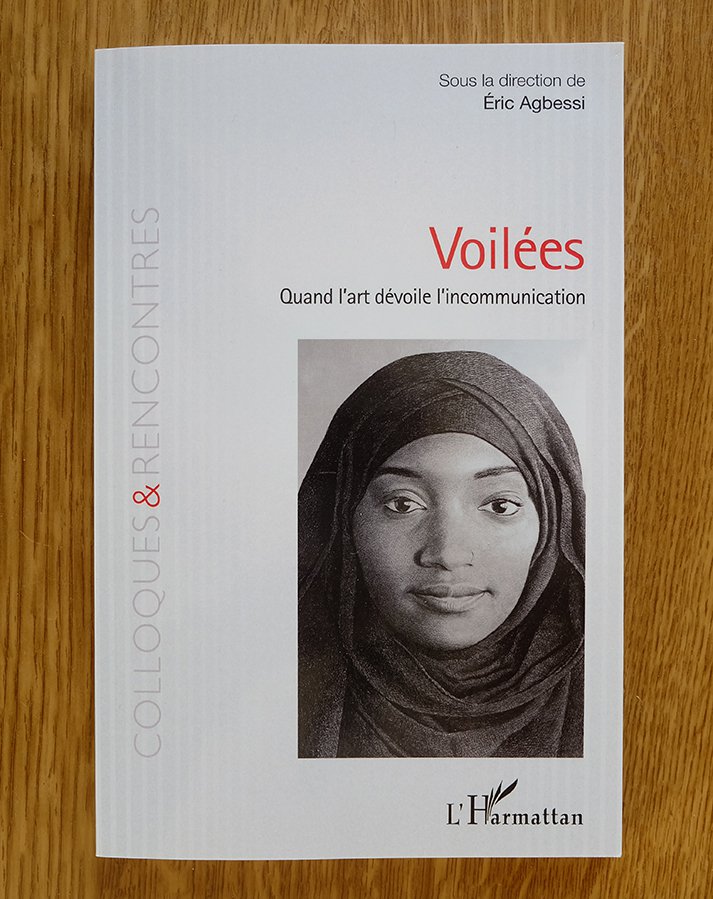 Sous la direction de
Éric Agbessi
Voilées
Quand l'art dévoile l'incommunication
COLLOQUES & RENCONTRES
L'Harmattan